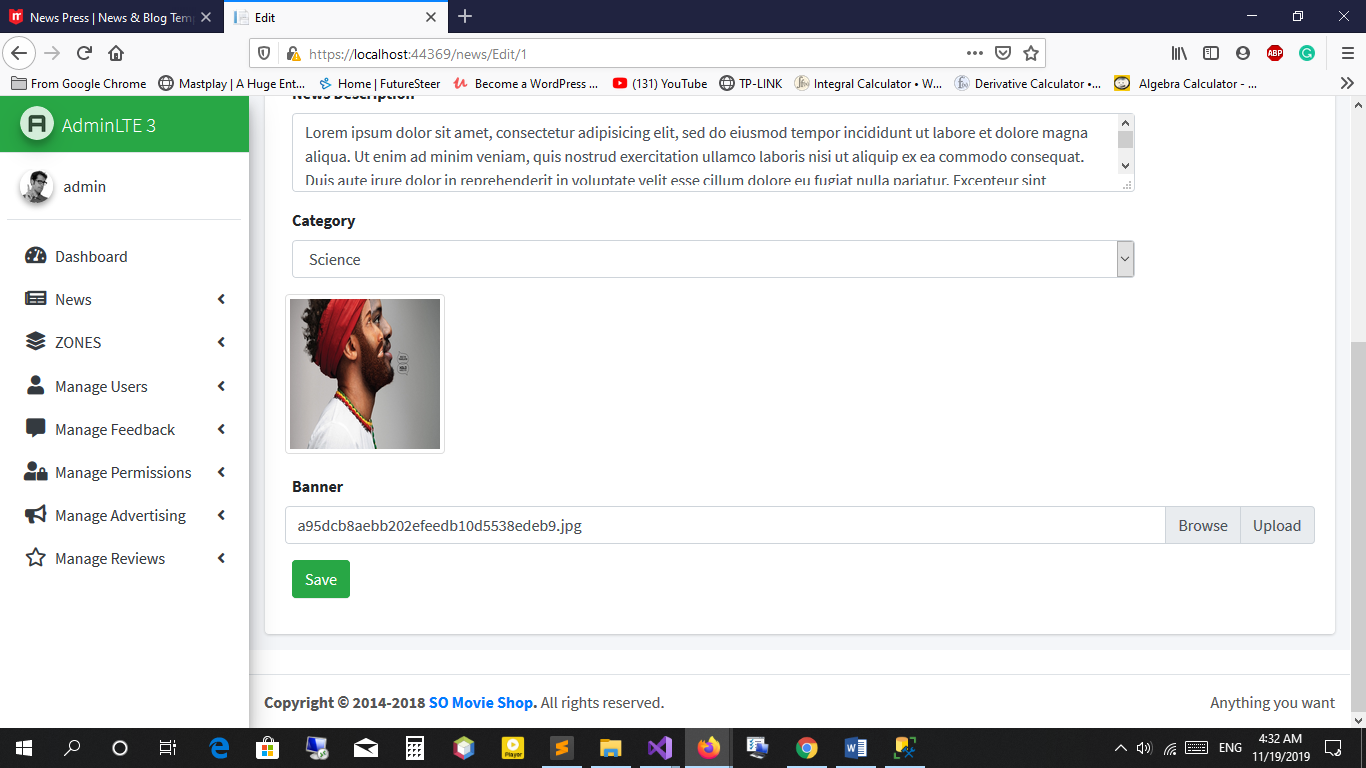 News Press | News & Blog Tem
Edit
https://localhost:44369/news/Edit/1
ABP
From Google Chrome
Mastplay | A Huge Ent...
Home | FutureSteer
Become a WordPress ...
(131) YouTube
TP-LINK
Integral Calculator • W...
Derivative Calculator •...
Algebra Calculator - ...
AdminLTE 3
admin
Dashboard
News
ZONES
Manage Users
Manage Feedback
Manage Permissions
Manage Advertising
Manage Reviews
News Description
Lorem ipsum dolor sit amet, consectetur adipisicing elit, sed do eiusmod tempor incididunt ut labore et dolore magna
aliqua. Ut enim ad minim veniam, quis nostrud exercitation ullamco laboris nisi ut aliquip ex ea commodo consequat.
Duis aute irure dolor in reprehenderit in voluptate velit esse cillum dolore eu fugiat nulla pariatur. Excepteur sint
Category
Science
Banner
a95dcb8aebb202efeedb10d5538edeb9.jpg
Browse
Upload
Save
Copyright © 2014-2018 SO Movie Shop. All rights reserved.
Anything you want
Player
ENG
4:32 AM
11/19/2019